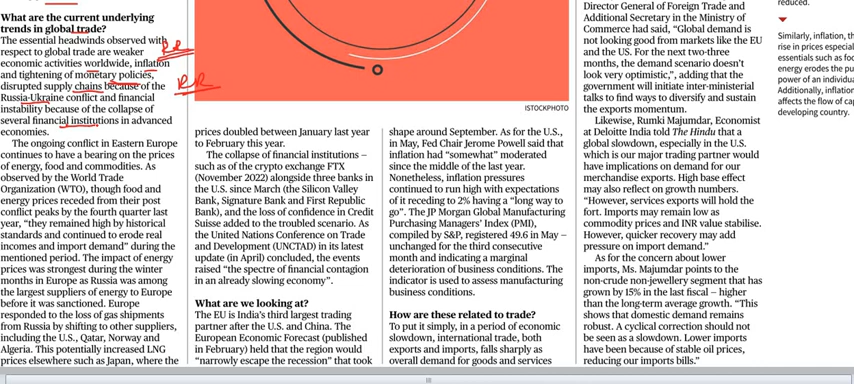 What are the current underlying
trends in global trade?
The essential headwinds observed with
respect to global trade are weaker
economic activities worldwide, inflation
and tightening of monetary policies,
disrupted supply chains because of the
Russia-Ukraine conflict and financial
instability because of the collapse of
several financial institutions in advanced
economies.
The ongoing conflict in Eastern Europe
continues to have a bearing on the prices
of energy, food and commodities. As
observed by the World Trade
Organization (WTO), though food and
energy prices receded from their post
conflict peaks by the fourth quarter last
year, “they remained high by historical
standards and continued to erode real
incomes and import demand” during the
mentioned period. The impact of energy
prices was strongest during the winter
months in Europe as Russia was among
the largest suppliers of energy to Europe
before it was sanctioned. Europe
responded to the loss of gas shipments
from Russia by shifting to other suppliers,
including the U.S., Qatar, Norway and
Algeria. This potentially increased LNG
prices elsewhere such as Japan, where the
RR
RR
ISTOCKPHOTO
prices doubled between January last year
to February this year.
The collapse of financial institutions —
such as of the crypto exchange FTX
(November 2022) alongside three banks in
the U.S. since March (the Silicon Valley
Bank, Signature Bank and First Republic
Bank), and the loss of confidence in Credit
Suisse added to the troubled scenario. As
the United Nations Conference on Trade
and Development (UNCTAD) in its latest
update (in April) concluded, the events
raised “the spectre of financial contagion
in an already slowing economy”.
What are we looking at?
The EU is India’s third largest trading
partner after the U.S. and China. The
European Economic Forecast (published
in February) held that the region would
“narrowly escape the recession” that took
shape around September. As for the U.S.,
in May, Fed Chair Jerome Powell said that
inflation had “somewhat” moderated
since the middle of the last year.
Nonetheless, inflation pressures
continued to run high with expectations
of it receding to 2% having a “long way to
go”. The JP Morgan Global Manufacturing
Purchasing Managers’ Index (PMI),
compiled by S&P, registered 49.6 in May —
unchanged for the third consecutive
month and indicating a marginal
deterioration of business conditions. The
indicator is used to assess manufacturing
business conditions.
How are these related to trade?
To put it simply, in a period of economic
slowdown, international trade, both
exports and imports, falls sharply as
overall demand for goods and services
Director General of Foreign Trade and
Additional Secretary in the Ministry of
Commerce had said, “Global demand is
not looking good from markets like the EU
and the US. For the next two-three
months, the demand scenario doesn’t
look very optimistic,”, adding that the
government will initiate inter-ministerial
talks to find ways to diversify and sustain
the exports momentum.
Likewise, Rumki Majumdar, Economist
at Deloitte India told The Hindu that a
global slowdown, especially in the U.S.
which is our major trading partner would
have implications on demand for our
merchandise exports. High base effect
may also reflect on growth numbers.
“However, services exports will hold the
fort. Imports may remain low as
commodity prices and INR value stabilise.
However, quicker recovery may add
pressure on import demand.”
As for the concern about lower
imports, Ms. Majumdar points to the
non-crude non-jewellery segment that has
grown by 15% in the last fiscal — higher
than the long-term average growth. “This
shows that domestic demand remains
robust. A cyclical correction should not
be seen as a slowdown. Lower imports
have been because of stable oil prices,
reducing our imports bills.”
reduced.
Similarly, inflation, th
rise in prices especial
essentials such as foo
energy erodes the pu
power of an individua
Additionally, inflation
affects the flow of cap
developing country.